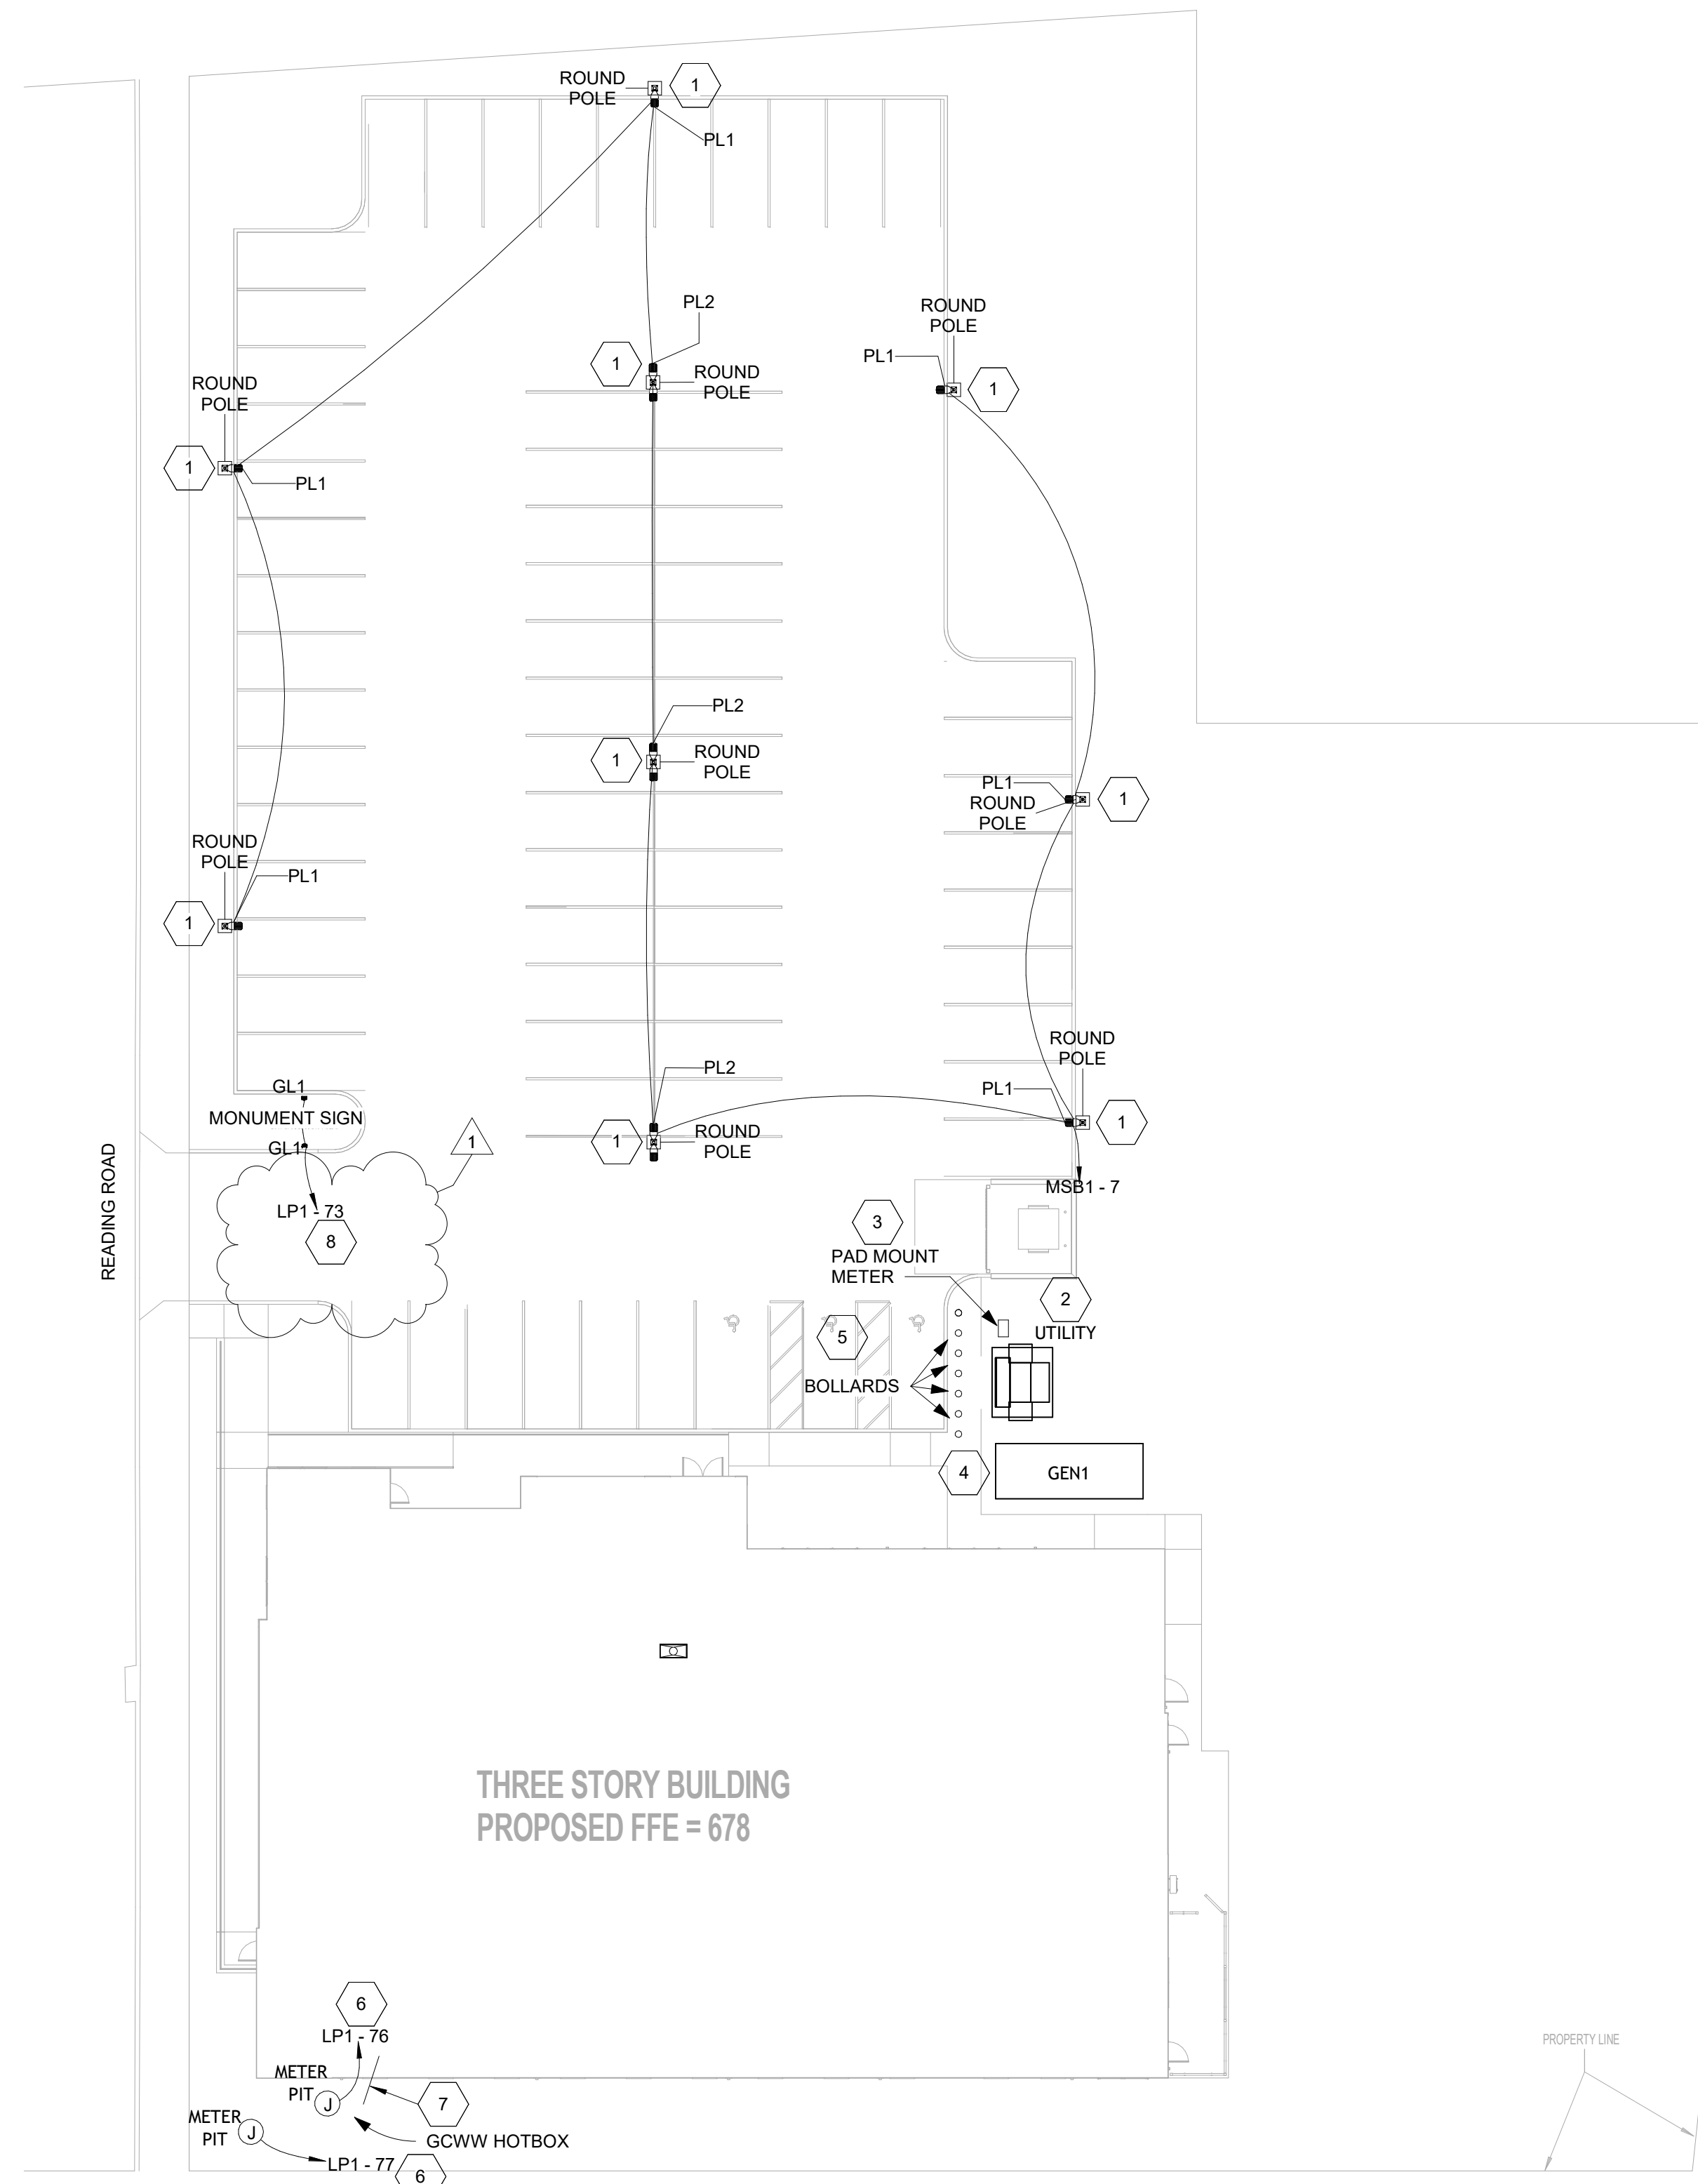 ROUND
POLE
1
PL1
PL2
1
ROUND
POLE
ROUND
POLE
PL1
1
ROUND
POLE
1
PL1
PL2
1
ROUND
POLE
PL1
ROUND
POLE
1
ROUND
POLE
PL1
1
ROUND
POLE
PL1
1
PL2
1
ROUND
POLE
GL1
MONUMENT SIGN
GL1
1
READING ROAD
LP1 - 73
8
MSB1 - 7
3
PAD MOUNT
METER
2
UTILITY
5
BOLLARDS
4
GEN1
THREE STORY BUILDING
PROPOSED FFE = 678
6
LP1 - 76
METER
PIT
J
7
METER
PIT
J
GCWW HOTBOX
LP1 - 77
6
PROPERTY LINE